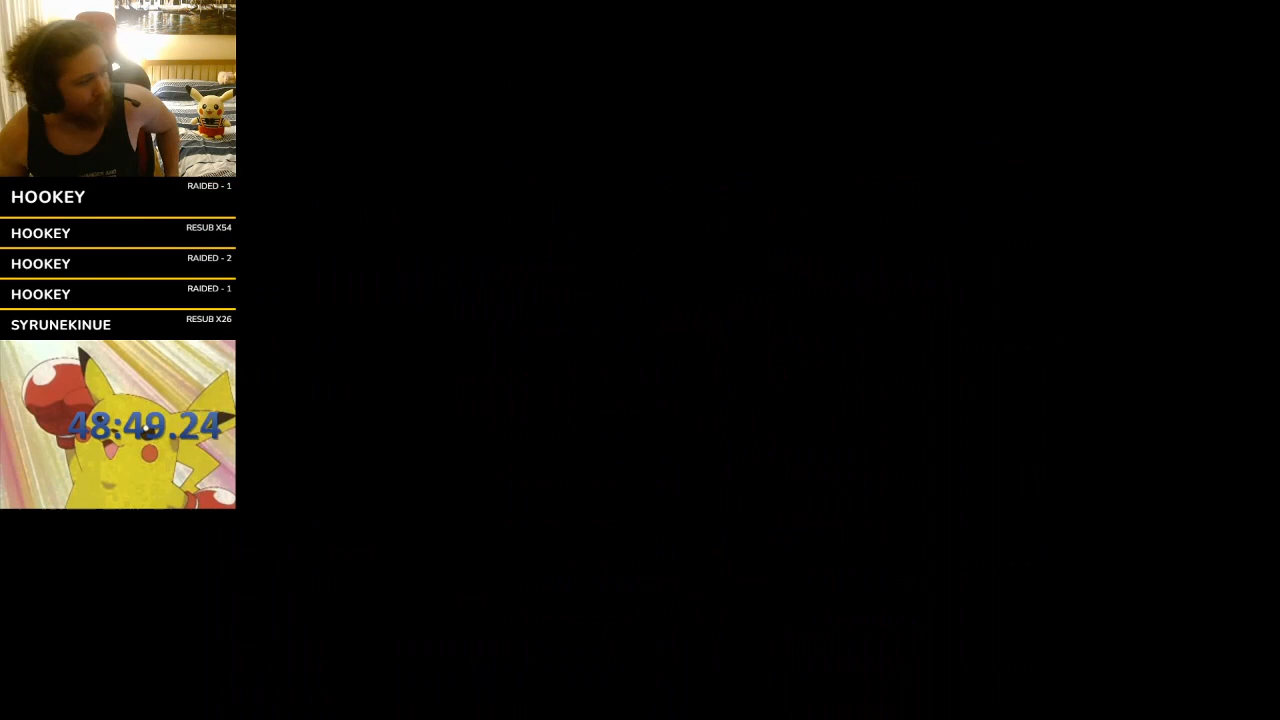 HOOKEY
RAIDED - 1
HOOKEY
RESUB X54
HOOKEY
RAIDED - 2
HOOKEY
RAIDED - 1
SYRUNEKINUE
RESUB X26
48:49.24